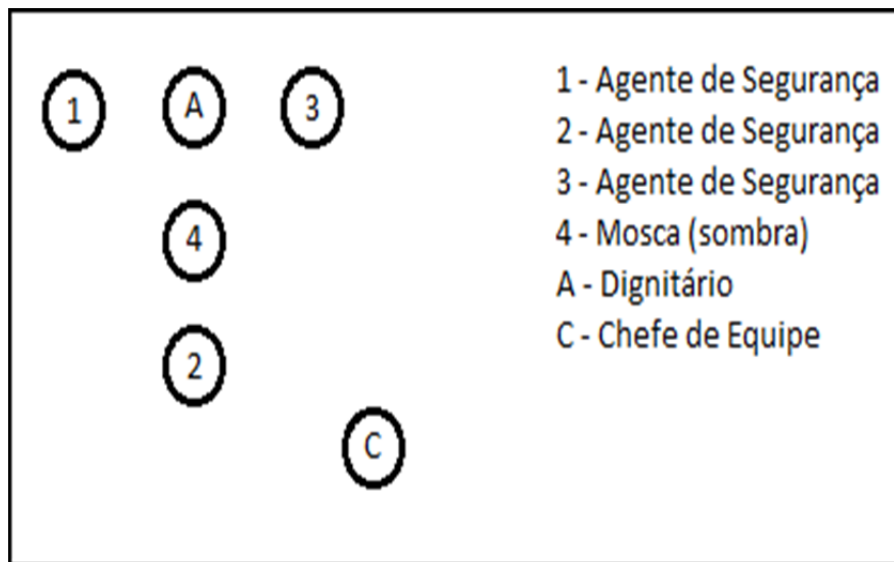 1 A 3
4
2
C
1 - Agente de Segurança
2 - Agente de Segurança
3 - Agente de Segurança
4 - Mosca (sombra)
A - Dignitário
C - Chefe de Equipe